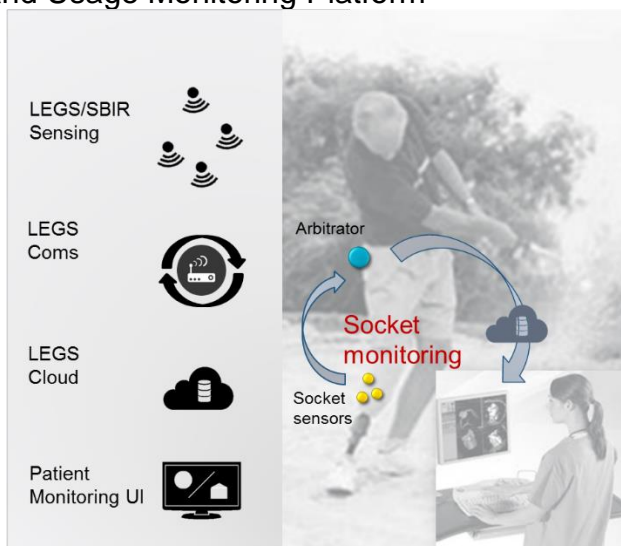 and Usage Monitoring Platform
LEGS/SBIR
Sensing
LEGS
Coms
LEGS
Cloud
Patient
Monitoring UI
Arbitrator
Socket
monitoring
Socket
sensors